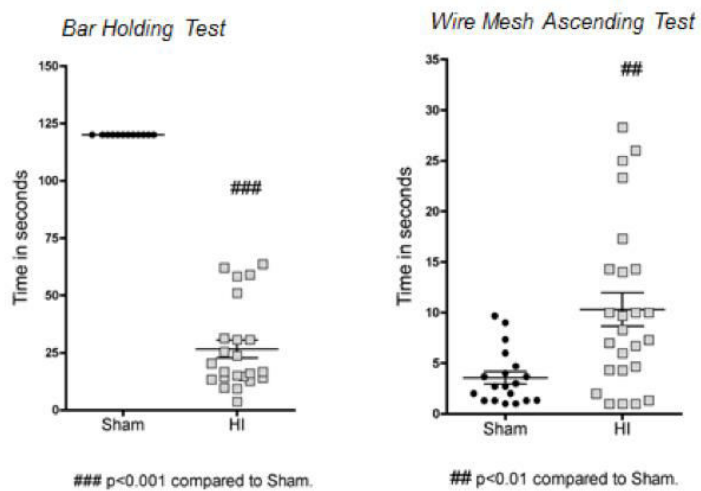 Bar Holding Test
150
125
100
75
50
25
0
Time in seconds
###
Sham
HI
### p<0.001 compared to Sham.
Wire Mesh Ascending Test
35
30
25
20
15
10
5
0
Time in seconds
##
Sham
HI
## p<0.01 compared to Sham.